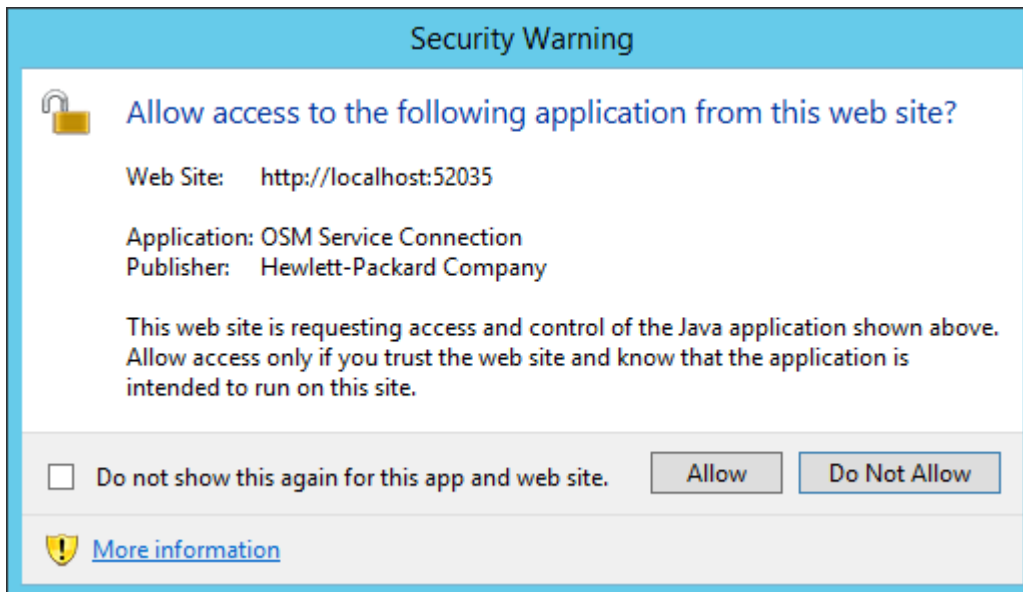 Security Warning
Allow access to the following application from this web site?
Web Site: http://localhost:52035
Application: OSM Service Connection
Publisher: Hewlett-Packard Company
This web site is requesting access and control of the Java application shown above.
Allow access only if you trust the web site and know that the application is
intended to run on this site.
Do not show this again for this app and web site.
Allow
Do Not Allow
More information